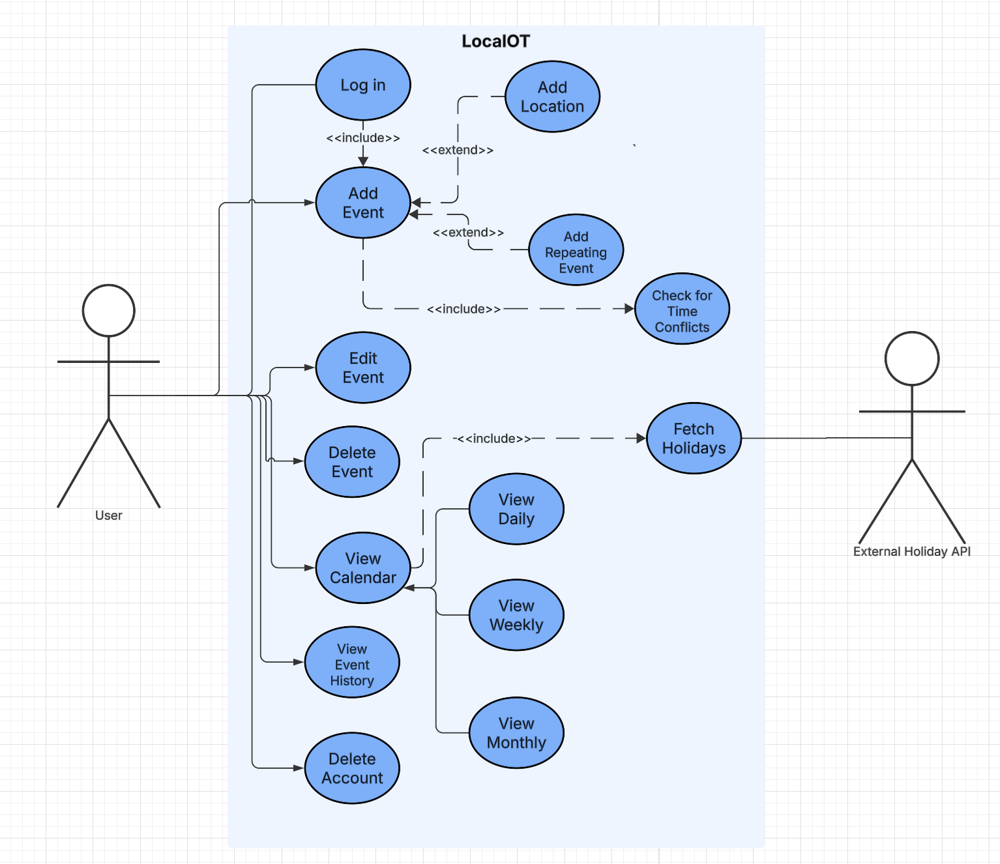 LocalOT
Log in
Add
Location
<<include>>
<<extend>>
Add
Event
<<extend>>
Add
Repeating
Event
Check for
Time
Conflicts
<<include>>
Edit
Event
Fetch
Holidays
<<include>>
Delete
Event
View
Daily
User
External Holiday API
View
Calendar
View
Weekly
View
Event
History
View
Monthly
Delete
Account